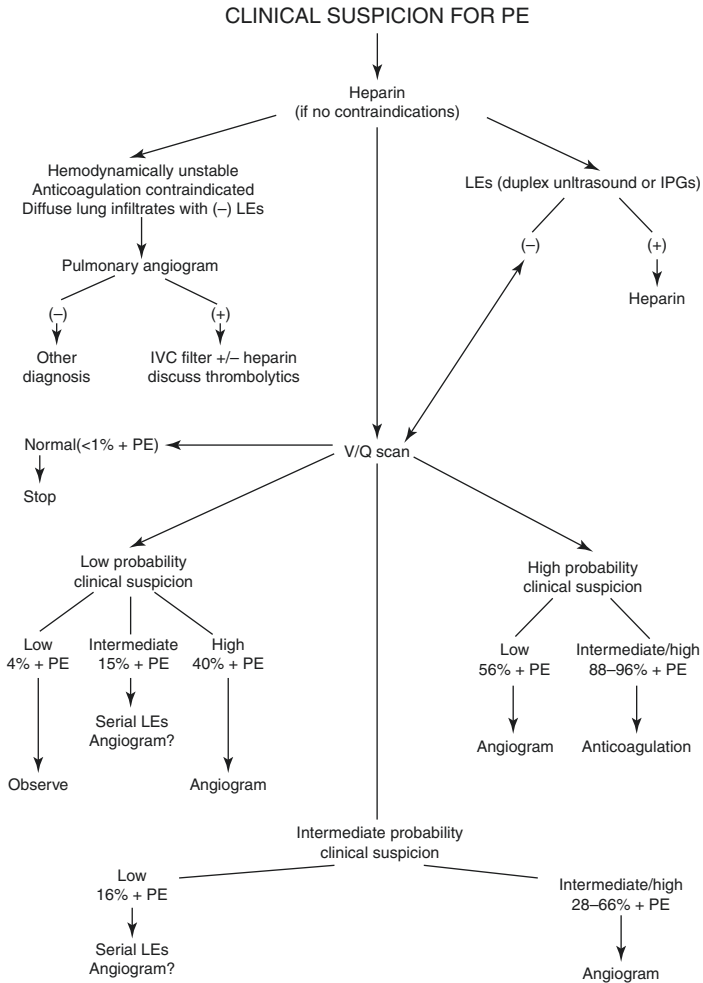 CLINICAL SUSPICION FOR PE
Heparin
(if no contraindications)
Hemodynamically unstable
Anticoagulation contraindicated
Diffuse lung infiltrates with (–) LEs
LEs (duplex unltrasound or IPGs)
(–)
(+)
Heparin
Pulmonary angiogram
(–)
(+)
Other
diagnosis
IVC filter +/– heparin
discuss thrombolytics
Normal(<1% + PE)
V/Q scan
Stop
Low probability
clinical suspicion
High probability
clinical suspicion
Low
4% + PE
Intermediate
15% + PE
High
40% + PE
Low
56% + PE
Intermediate/high
88–96% + PE
Serial LEs
Angiogram?
Angiogram
Anticoagulation
Observe
Angiogram
Intermediate probability
clinical suspicion
Low
16% + PE
Intermediate/high
28–66% + PE
Serial LEs
Angiogram?
Angiogram